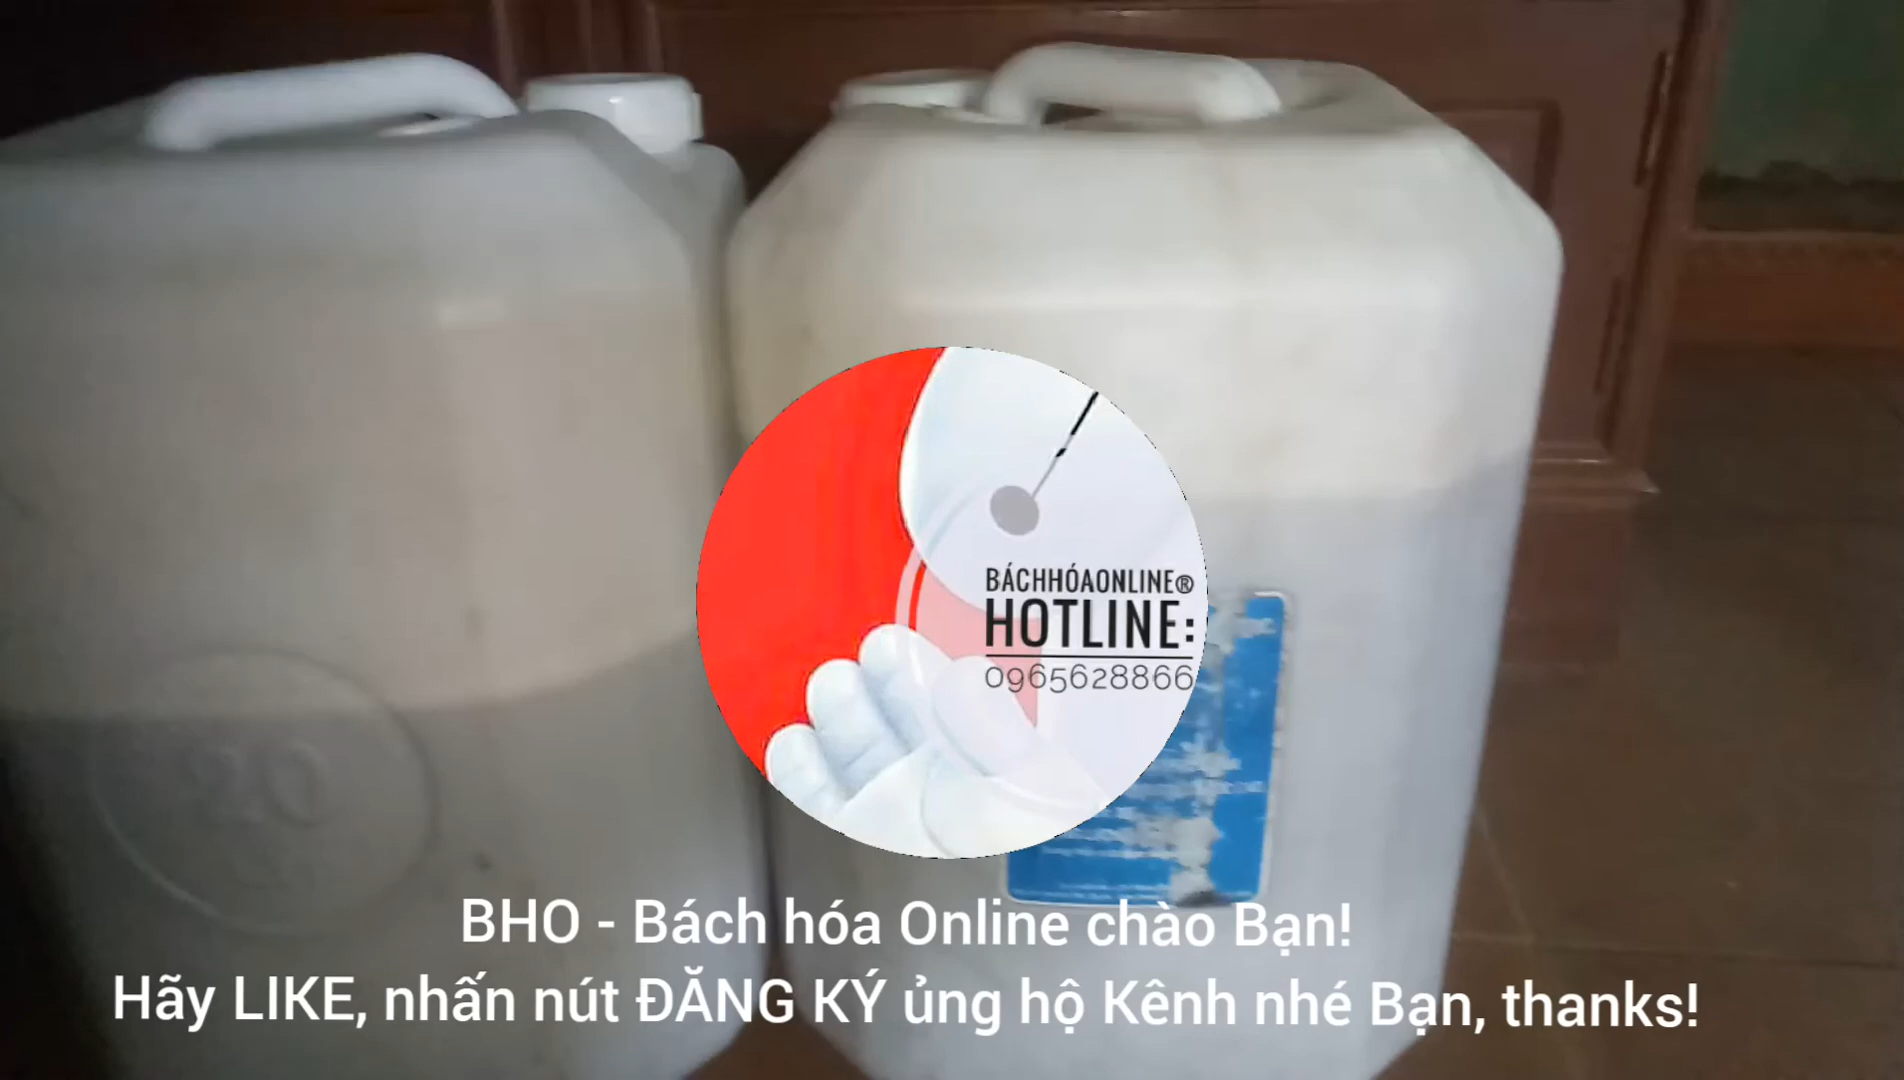 20
BÁCHHÓAONLINE®
HOTLINE:
0965628866
BHO - Bách hóa Online chào Bạn!
Hãy LIKE, nhấn nút ĐĂNG KÝ ủng hộ Kênh nhé Bạn, thanks!